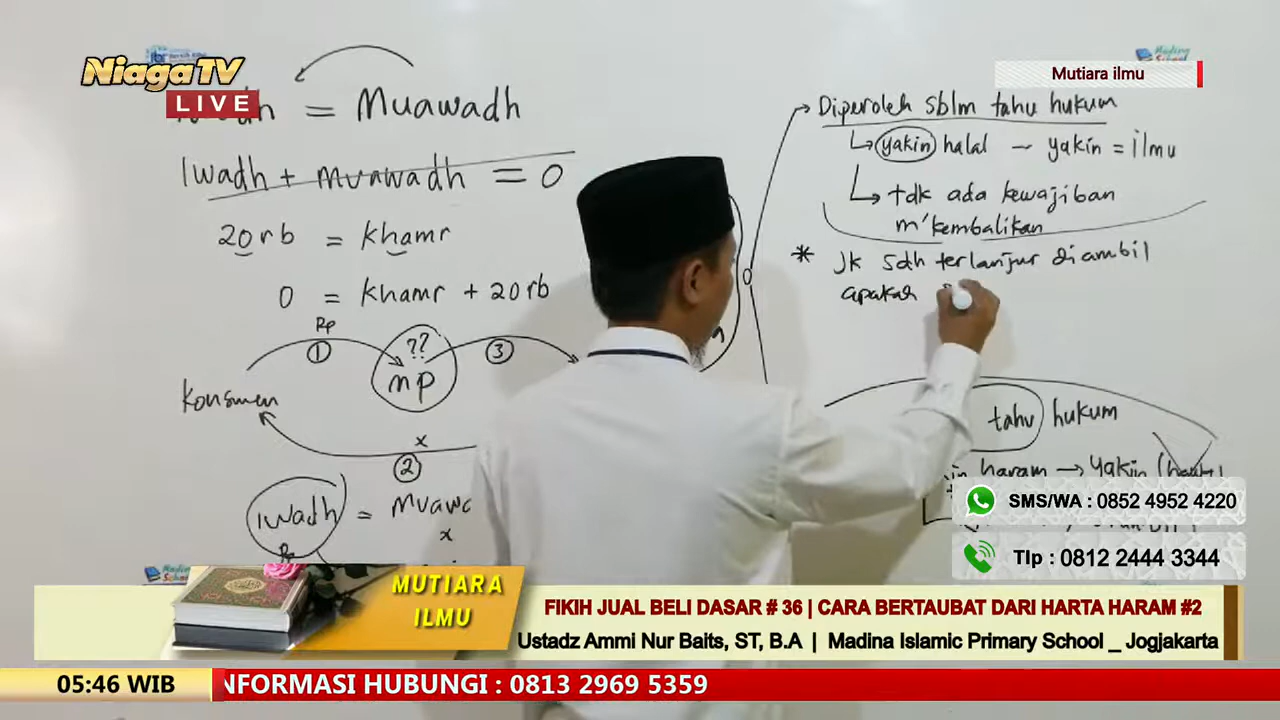 NiagaTV
LIVE
Mutiara ilmu
= Muawadh
Iwadh + muawadh = 0
20rb = khamr
0 = khamr + 20rb
Rp
1
??
mp
3
Konsumen
x
2
iwadh =
x
Rp
Diperoleh sblm tahu hukum
yakin halal — yakin = ilmu
tdk ada kewajiban
m'kembalikan
* Jk sdh terlanjur diambil
apakah
0
tahu hukum
haram → yakin
SMS/WA : 0852 4952 4220
Tlp : 0812 2444 3344
MUTIARA
ILMU
FIKIH JUAL BELI DASAR # 36 | CARA BERTAUBAT DARI HARTA HARAM #2
Ustadz Ammi Nur Baits, ST, B.A | Madina Islamic Primary School _ Jogjakarta
05:46 WIB
NFORMASI HUBUNGI : 0813 2969 5359